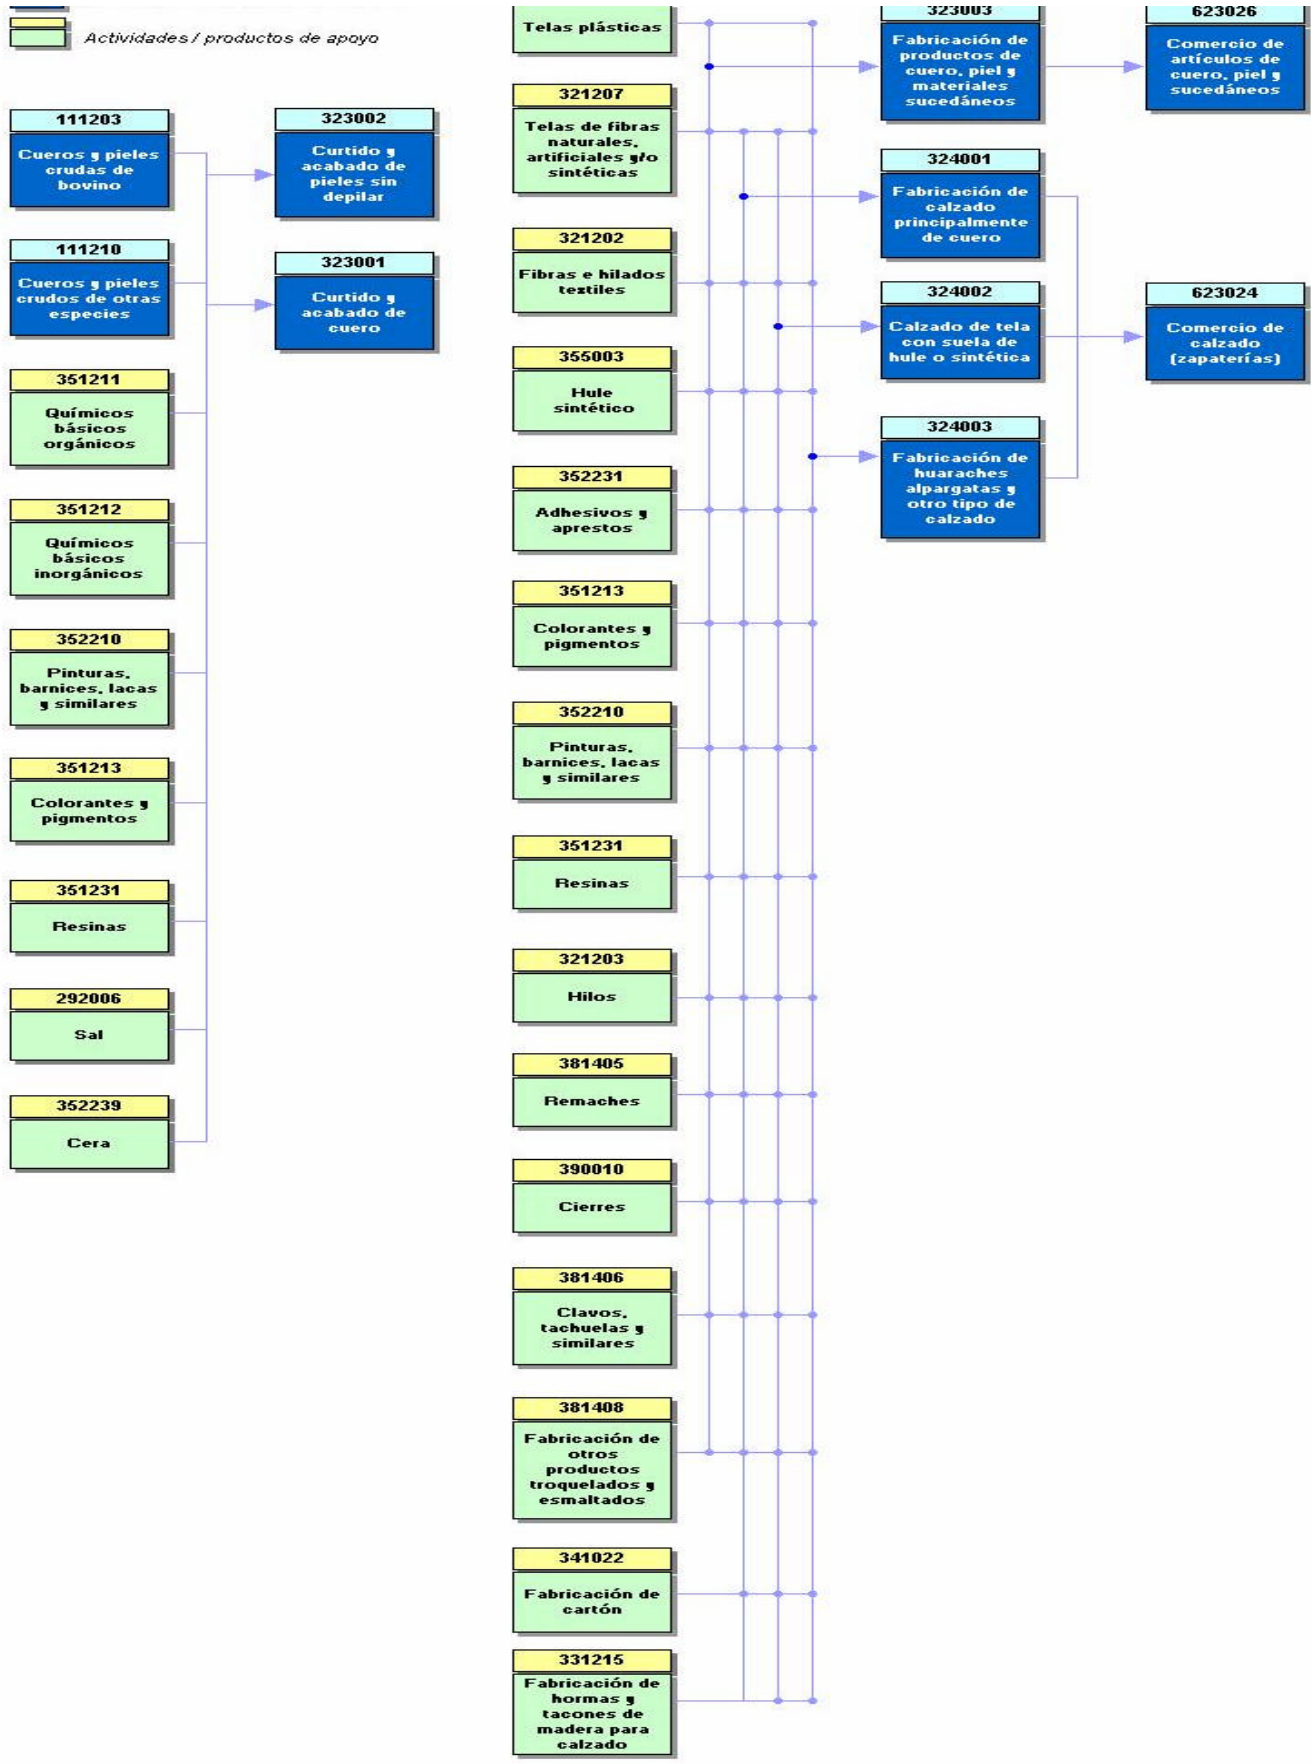 Actividades / productos de apoyo
111203
Cueros y pieles
crudas de
bovino
111210
Cueros y pieles
crudos de otras
especies
351211
Químicos
básicos
orgánicos
351212
Químicos
básicos
inorgánicos
352210
Pinturas,
barnices, lacas
y similares
351213
Colorantes y
pigmentos
351231
Resinas
292006
Sal
352239
Cera
323002
Curtido y
acabado de
pieles sin
depilar
323001
Curtido y
acabado de
cuero
Telas plásticas
321207
Telas de fibras
naturales,
artificiales y/o
sintéticas
321202
Fibras e hilados
textiles
355003
Hule
sintético
352231
Adhesivos y
aprestos
351213
Colorantes y
pigmentos
352210
Pinturas,
barnices, lacas
y similares
351231
Resinas
321203
Hilos
381405
Remaches
390010
Cierres
381406
Clavos,
tachuelas y
similares
381408
Fabricación de
otros
productos
troquelados y
esmaltados
341022
Fabricación de
cartón
331215
Fabricación de
hormas y
tacones de
madera para
calzado
323003
Fabricación de
productos de
cuero, piel y
materiales
sucedáneos
324001
Fabricación de
calzado
principalmente
de cuero
324002
Calzado de tela
con suela de
hule o sintética
324003
Fabricación de
huaraches
alpargatas y
otro tipo de
calzado
623026
Comercio de
artículos de
cuero, piel y
sucedáneos
623024
Comercio de
calzado
(zapaterías)